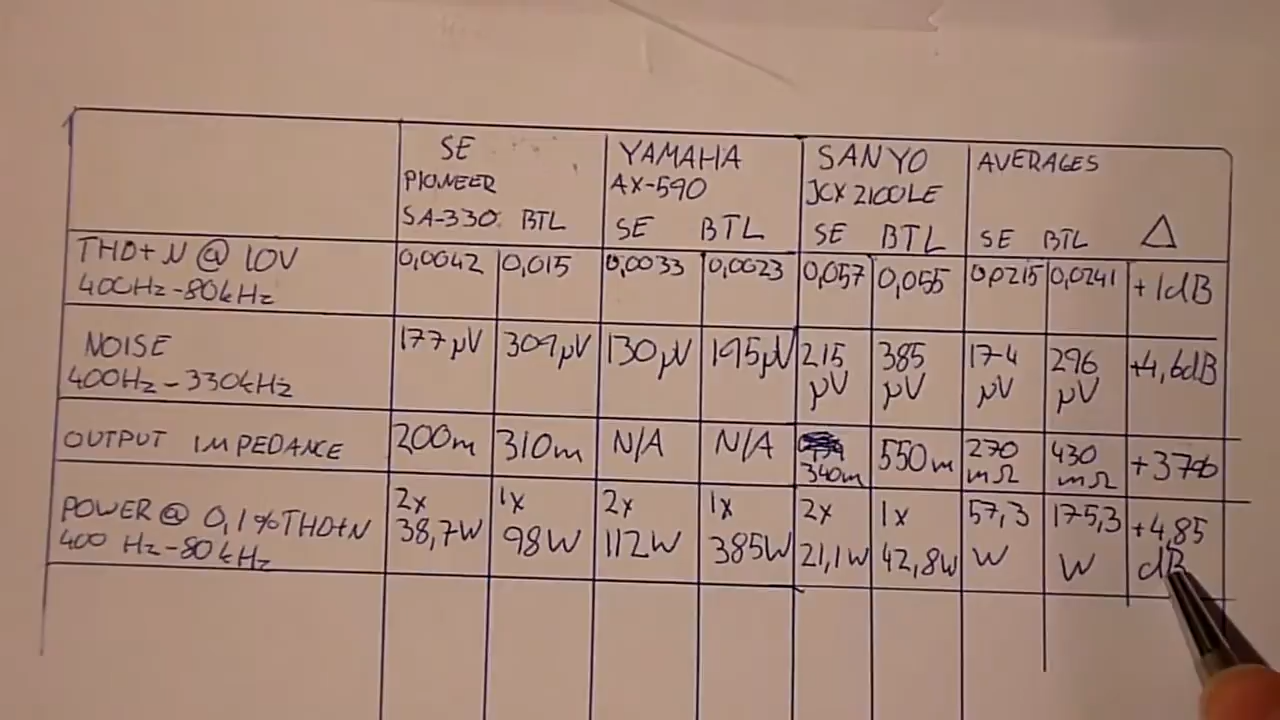 SE
PIONEER
SA-330 BTL
YAMAHA
AX-590
SE BTL
SANYO
JCX 2100LE
SE BTL
AVERAGES
SE BTL Δ
THD+N @ 10V
400Hz-80kHz
0,0042 0,015 0,0033 0,0023 0,057 0,055 0,0215 0,0241 +1dB
NOISE
400Hz-330kHz
177µV 309µV 130µV 195µV 215 µV 385 µV 174 µV 296 µV +4,6dB
OUTPUT IMPEDANCE
200m 310m N/A N/A 340m 550m 270 mΩ 430 mΩ +37%
POWER @ 0,1%THD+N
400 Hz-80kHz
2x 38,7W 1x 98W 2x 112W 1x 385W 2x 21,1W 1x 42,8W 57,3 W 175,3 W +4,85 dB